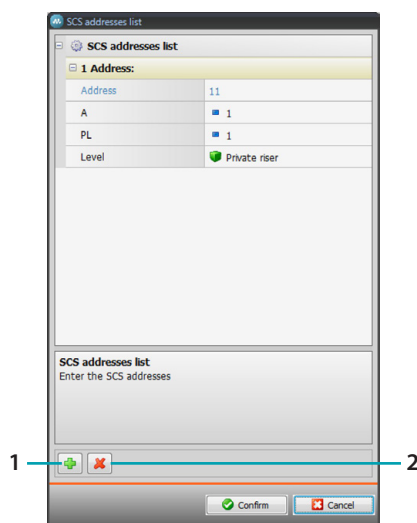 SCS addresses list
SCS addresses list
1 Address:
Address 11
A 1
PL 1
Level Private riser
SCS addresses list
Enter the SCS addresses
1 2
Confirm Cancel